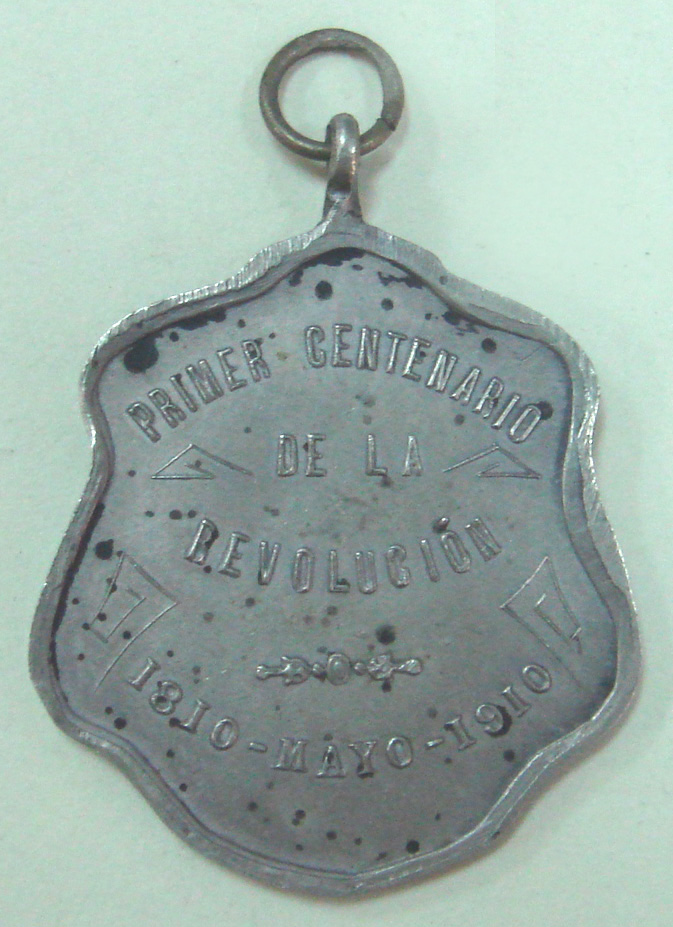 PRIMER CENTENARIO
DE LA
REVOLUCIÓN
1810-MAYO-1910